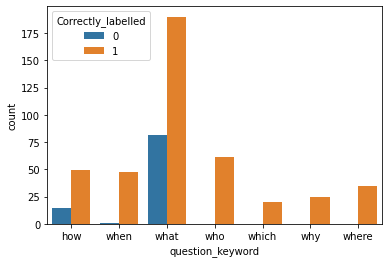 Correctly_labelled
0
1
175
150
125
100
75
50
25
0
count
how when what who which why where
question_keyword